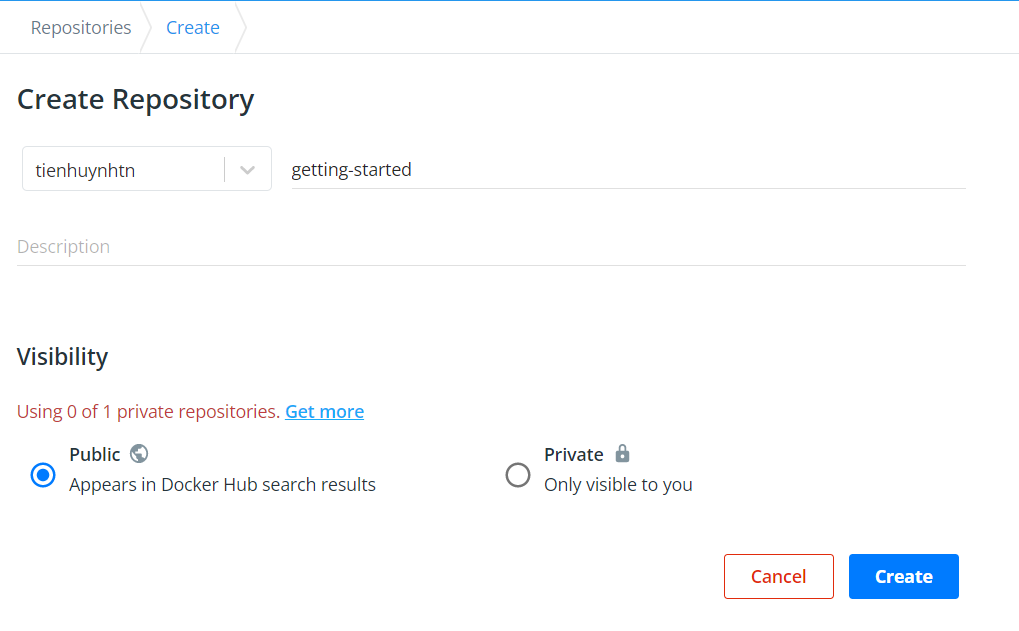 Repositories Create
Create Repository
tienhuynhtn getting-started
Description
Visibility
Using 0 of 1 private repositories. Get more
Public Private
Appears in Docker Hub search results Only visible to you
Cancel Create